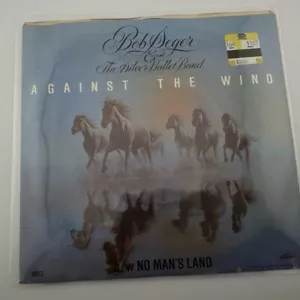 Bob Seger
&
The Silver Bullet Band
AGAINST THE WIND
b/w NO MAN'S LAND